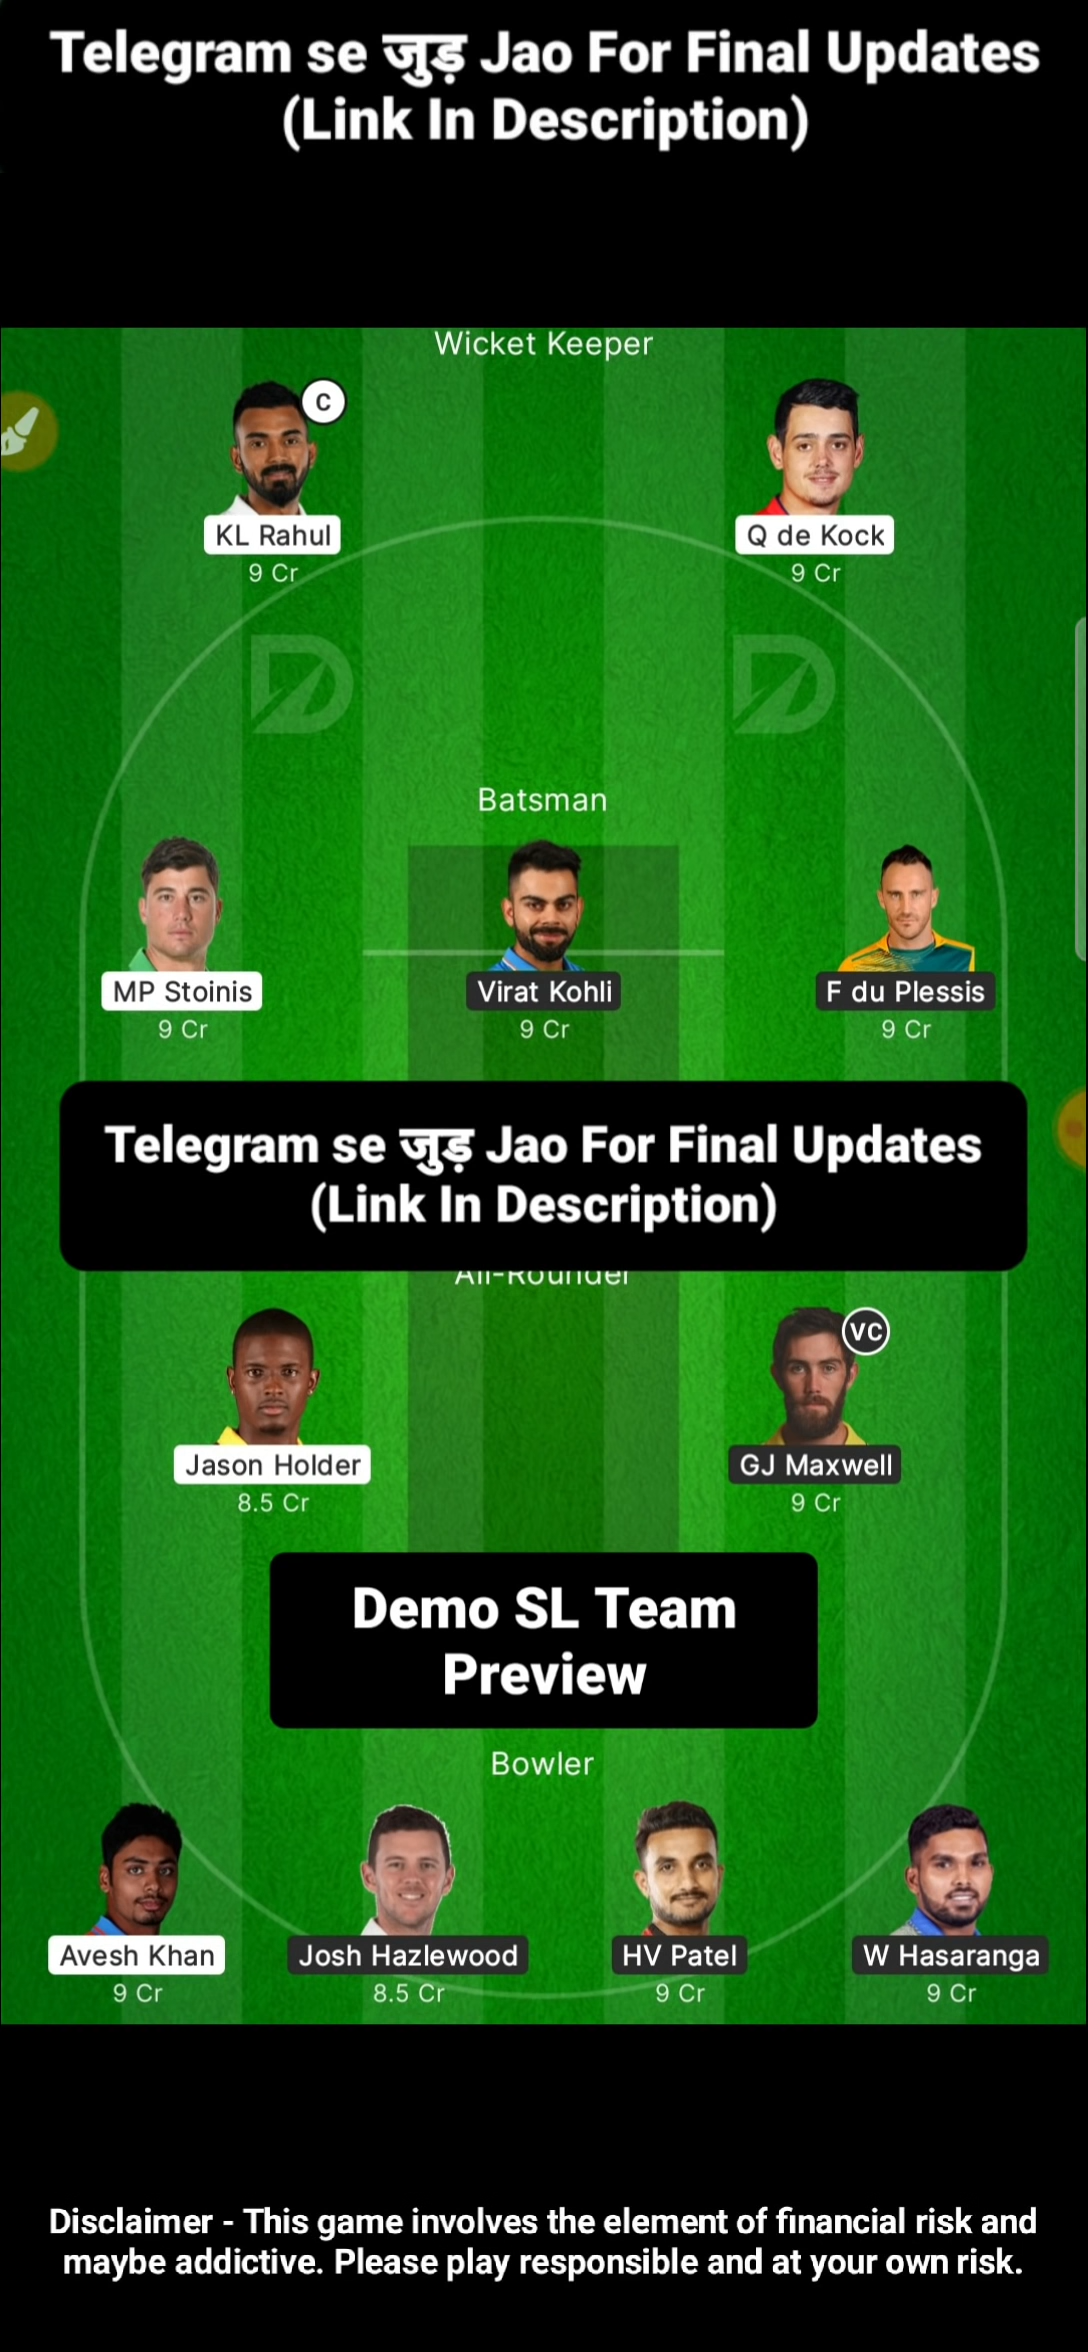 Telegram se जुड़ Jao For Final Updates
(Link In Description)
Wicket Keeper
C
KL Rahul
Q de Kock
9 Cr
9 Cr
Batsman
MP Stoinis
Virat Kohli
F du Plessis
9 Cr
9 Cr
9 Cr
Telegram se जुड़ Jao For Final Updates
(Link In Description)
All-Rounder
VC
Jason Holder
GJ Maxwell
8.5 Cr
9 Cr
Demo SL Team
Preview
Bowler
Avesh Khan
Josh Hazlewood
HV Patel
W Hasaranga
9 Cr
8.5 Cr
9 Cr
9 Cr
Disclaimer - This game involves the element of financial risk and
maybe addictive. Please play responsible and at your own risk.